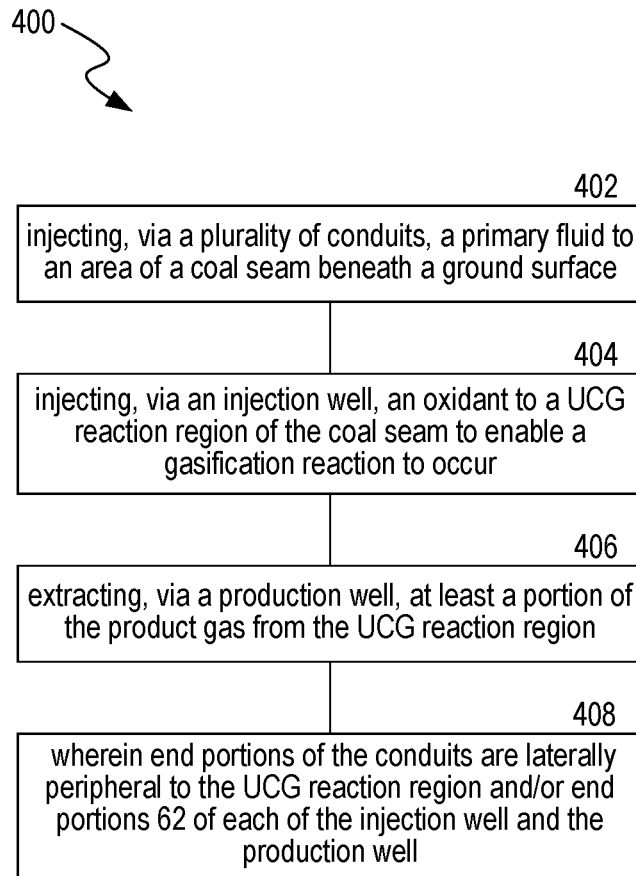 400
402
injecting, via a plurality of conduits, a primary fluid to
an area of a coal seam beneath a ground surface
404
injecting, via an injection well, an oxidant to a UCG
reaction region of the coal seam to enable a
gasification reaction to occur
406
extracting, via a production well, at least a portion of
the product gas from the UCG reaction region
408
wherein end portions of the conduits are laterally
peripheral to the UCG reaction region and/or end
portions 62 of each of the injection well and the
production well